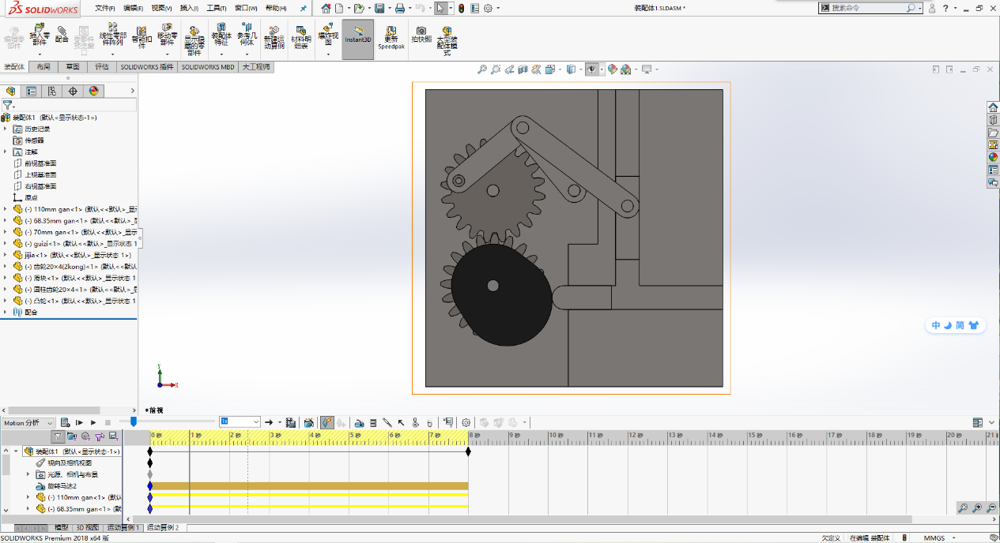 SOLIDWORKS 文件(F) 编辑(E) 视图(V) 插入(I) 工具(T) 窗口(W) 帮助(H) 装配体1.SLDASM * 搜索命令
编辑零部件 插入零部件 配合 零部件预览窗口 线性零部件阵列 智能扣件 移动零部件 显示隐藏的零部件 装配体特征 参考几何体 新建运动算例 材料明细表 爆炸视图 Instant3D 更新 Speedpak 拍快照 大型装配体模式
装配体 布局 草图 评估 SOLIDWORKS 插件 SOLIDWORKS MBD 大工程师
装配体1 (默认<显示状态-1>)
历史记录
传感器
注解
前视基准面
上视基准面
右视基准面
原点
(-) 110mm gan<1> (默认<<默认>_显示
(-) 68.35mm gan<1> (默认<<默认>_
(-) 70mm gan<1> (默认<<默认>_显示
(-) guizi<1> (默认<<默认>_显示状态 1
jijia<1> (默认<<默认>_显示状态 1>)
(-) 齿轮20×4(2kong)<1> (默认<<默认
(-) 滑块<1> (默认<<默认>_显示状态 1
(-) 圆柱齿轮20×4<1> (默认<<默认
(-) 凸轮<1> (默认<<默认>_显示状态 1
配合
中 简
Y
X
*前视
Motion 分析 1x
0 秒 1 秒 2 秒 3 秒 4 秒 5 秒 6 秒 7 秒 8 秒 9 秒 10 秒 11 秒 12 秒 13 秒 14 秒 15 秒 16 秒 17 秒 18 秒 19 秒 20 秒 21
装配体1 (默认<显示状态-1>)
视向及相机视图
光源、相机与布景
旋转马达2
(-) 110mm gan<1> (默认
(-) 68.35mm gan<1> (默
模型 3D 视图 运动算例 1 运动算例 2
SOLIDWORKS Premium 2018 x64 版 欠定义 在编辑 装配体 MMGS